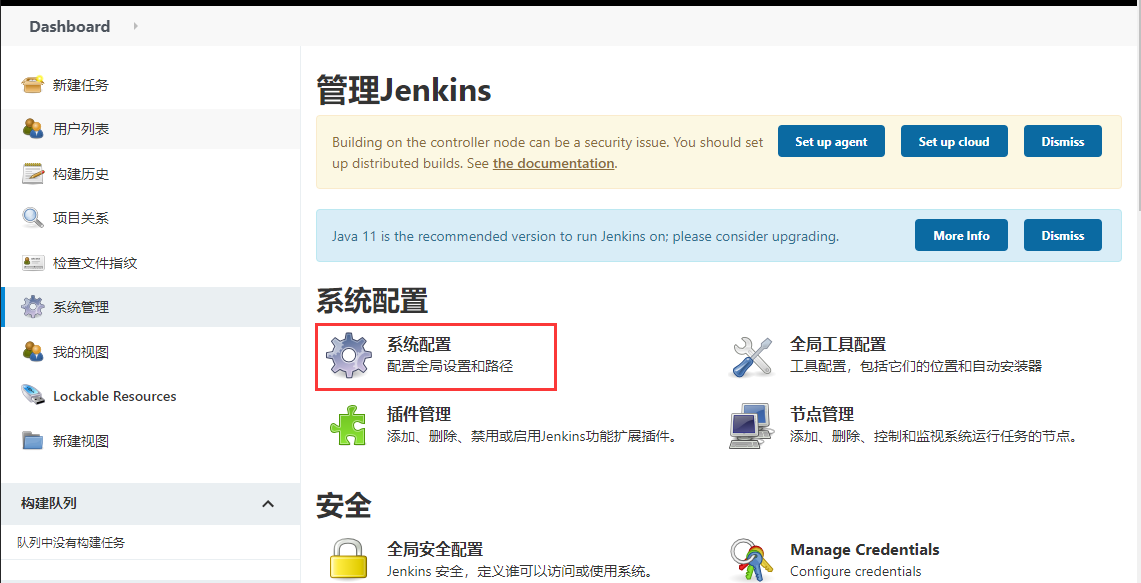 Dashboard
新建任务
用户列表
构建历史
项目关系
检查文件指纹
系统管理
我的视图
Lockable Resources
新建视图
构建队列
队列中没有构建任务
管理Jenkins
Building on the controller node can be a security issue. You should set
up distributed builds. See the documentation.
Set up agent
Set up cloud
Dismiss
Java 11 is the recommended version to run Jenkins on; please consider upgrading.
More Info
Dismiss
系统配置
系统配置
配置全局设置和路径
全局工具配置
工具配置，包括它们的位置和自动安装器
插件管理
添加、删除、禁用或启用Jenkins功能扩展插件。
节点管理
添加、删除、控制和监视系统运行任务的节点。
安全
全局安全配置
Jenkins 安全，定义谁可以访问或使用系统。
Manage Credentials
Configure credentials